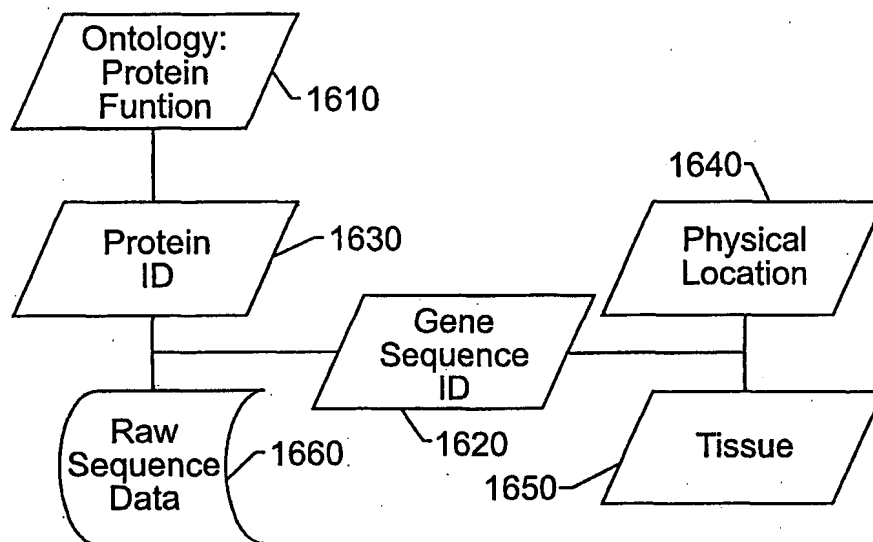 Ontology:
Protein
Funtion
1610
Protein
ID
1630
1640
Physical
Location
Gene
Sequence
ID
1620
Raw
Sequence
Data
1660
Tissue
1650